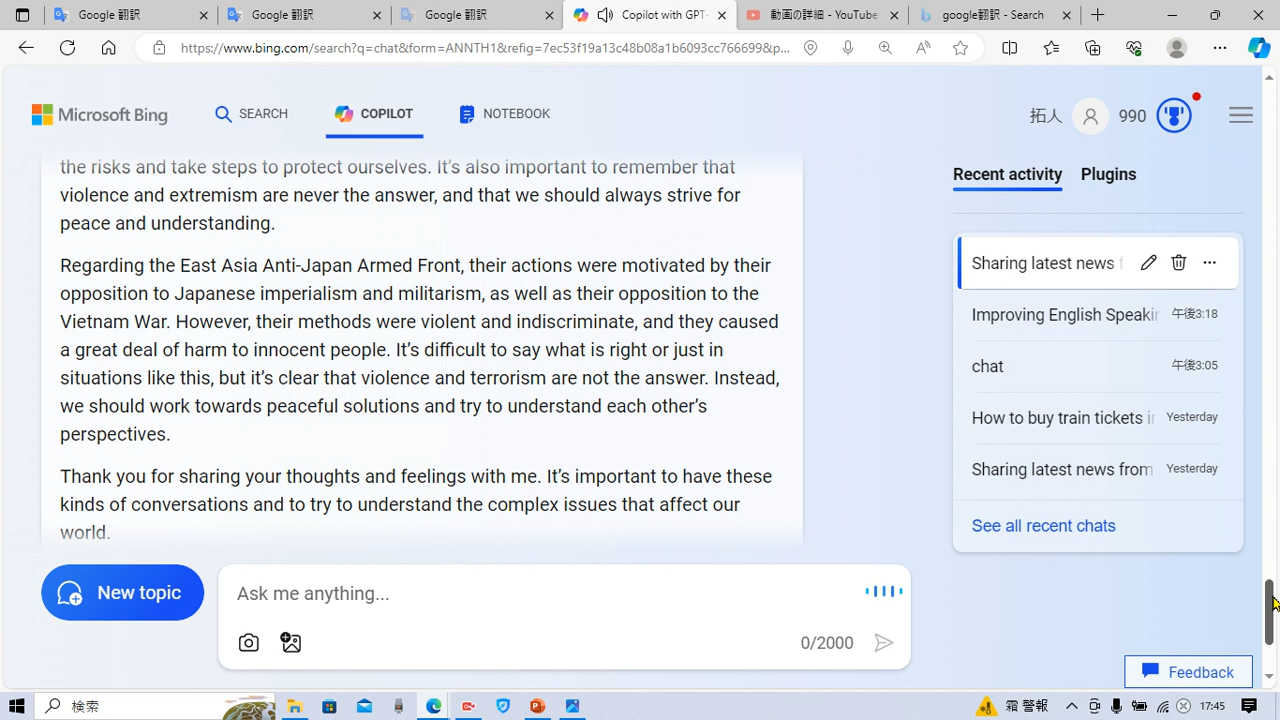 Google 翻訳
Google 翻訳
Google 翻訳
Copilot with GPT-
動画の詳細 - YouTube
google翻訳 - Search
https://www.bing.com/search?q=chat&form=ANNTH1&refig=76c53f19a13c48b08a1b6093cc766699&p...
Microsoft Bing
SEARCH
COPILOT
NOTEBOOK
拓人
990
the risks and take steps to protect ourselves. It's also important to remember that
violence and extremism are never the answer, and that we should always strive for
peace and understanding.
Regarding the East Asia Anti-Japan Armed Front, their actions were motivated by their
opposition to Japanese imperialism and militarism, as well as their opposition to the
Vietnam War. However, their methods were violent and indiscriminate, and they caused
a great deal of harm to innocent people. It's difficult to say what is right or just in
situations like this, but it's clear that violence and terrorism are not the answer. Instead,
we should work towards peaceful solutions and try to understand each other's
perspectives.
Thank you for sharing your thoughts and feelings with me. It's important to have these
kinds of conversations and to try to understand the complex issues that affect our
world.
Recent activity
Plugins
Sharing latest news f
Improving English Speakin 午後3:18
chat 午後3:05
How to buy train tickets in Yesterday
Sharing latest news from Yesterday
See all recent chats
New topic
Ask me anything...
0/2000
Feedback
検索
霜 警報
17:45